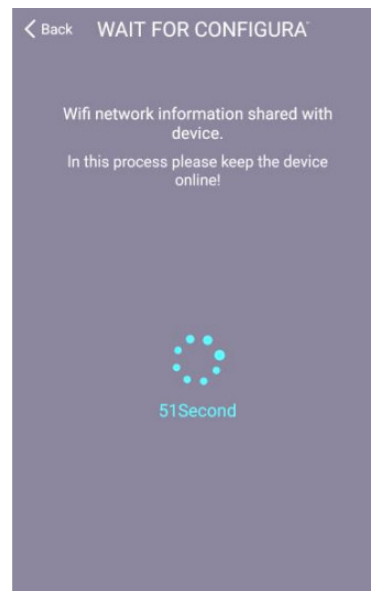 Back WAIT FOR CONFIGURA
Wifi network information shared with
device.
In this process please keep the device
online!
51Second